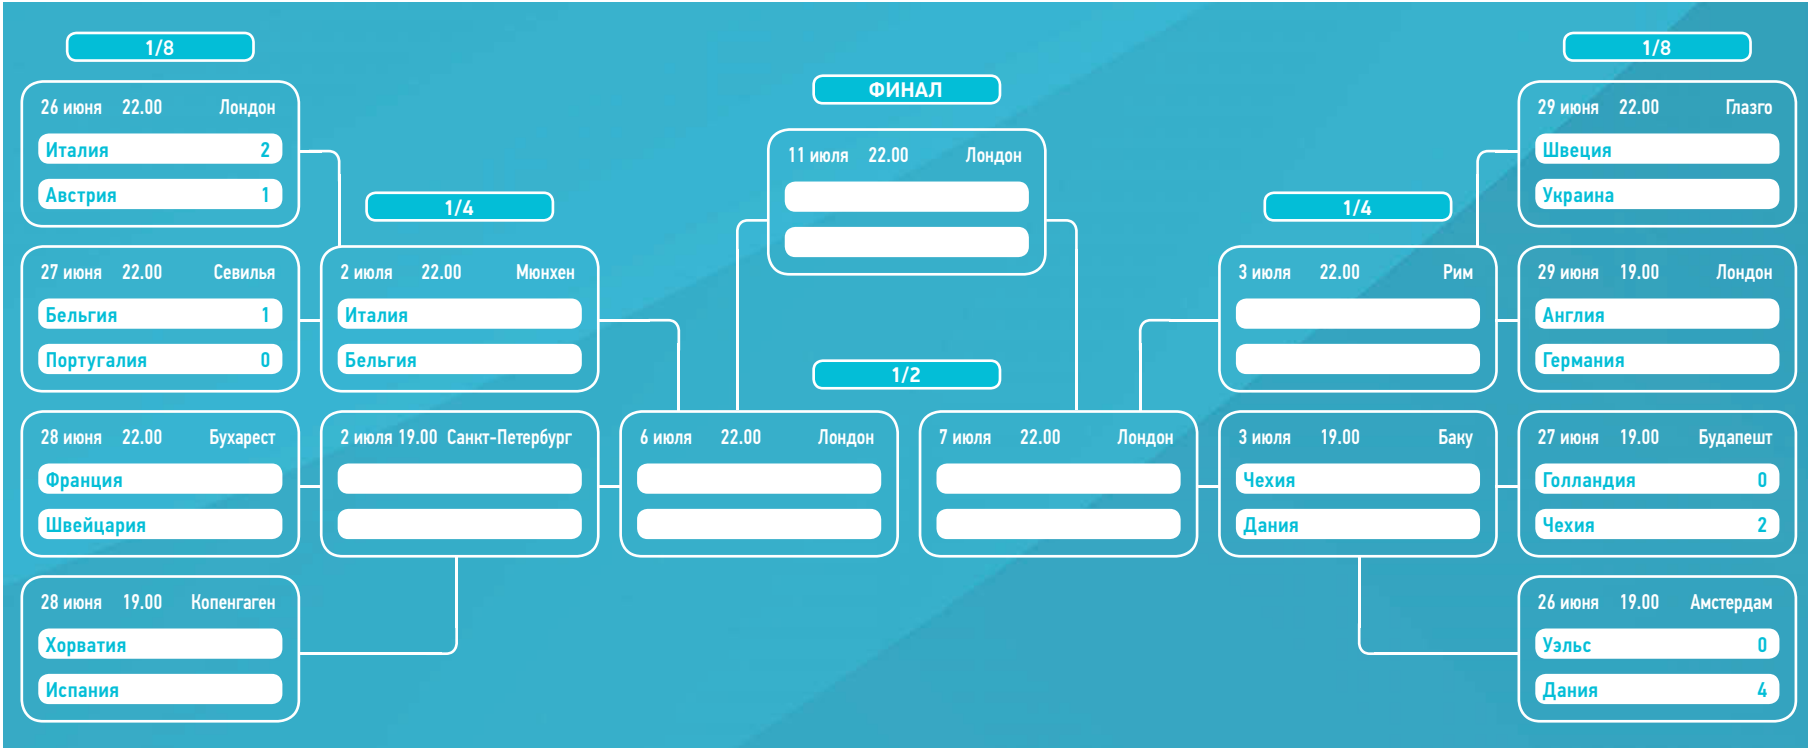 1/8
26 июня 22.00 Лондон
Италия 2
Австрия 1
27 июня 22.00 Севилья
Бельгия 1
Португалия 0
28 июня 22.00 Бухарест
Франция
Швейцария
28 июня 19.00 Копенгаген
Хорватия
Испания
1/4
2 июля 22.00 Мюнхен
Италия
Бельгия
2 июля 19.00 Санкт-Петербург
ФИНАЛ
11 июля 22.00 Лондон
1/2
6 июля 22.00 Лондон
7 июля 22.00 Лондон
1/4
3 июля 22.00 Рим
3 июля 19.00 Баку
Чехия
Дания
1/8
29 июня 22.00 Глазго
Швеция
Украина
29 июня 19.00 Лондон
Англия
Германия
27 июня 19.00 Будапешт
Голландия 0
Чехия 2
26 июня 19.00 Амстердам
Уэльс 0
Дания 4